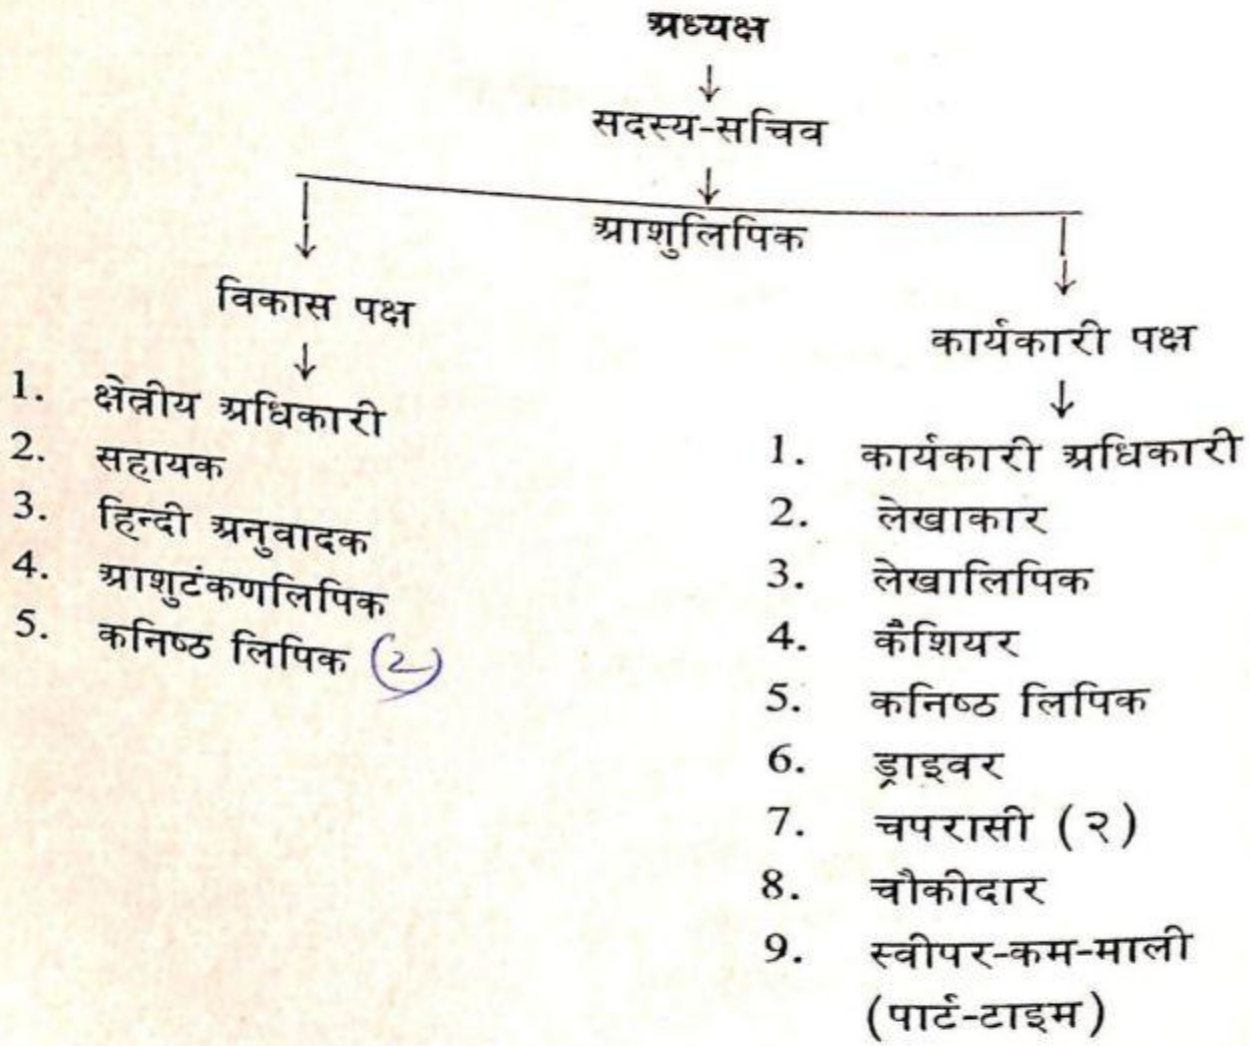 अध्यक्ष
सदस्य-सचिव
आशुलिपिक
विकास पक्ष
1. क्षेत्रीय अधिकारी
2. सहायक
3. हिन्दी अनुवादक
4. आशुटंकणलिपिक
5. कनिष्ठ लिपिक (2)
कार्यकारी पक्ष
1. कार्यकारी अधिकारी
2. लेखाकार
3. लेखालिपिक
4. कैशियर
5. कनिष्ठ लिपिक
6. ड्राइवर
7. चपरासी (२)
8. चौकीदार
9. स्वीपर-कम-माली
(पार्ट-टाइम)